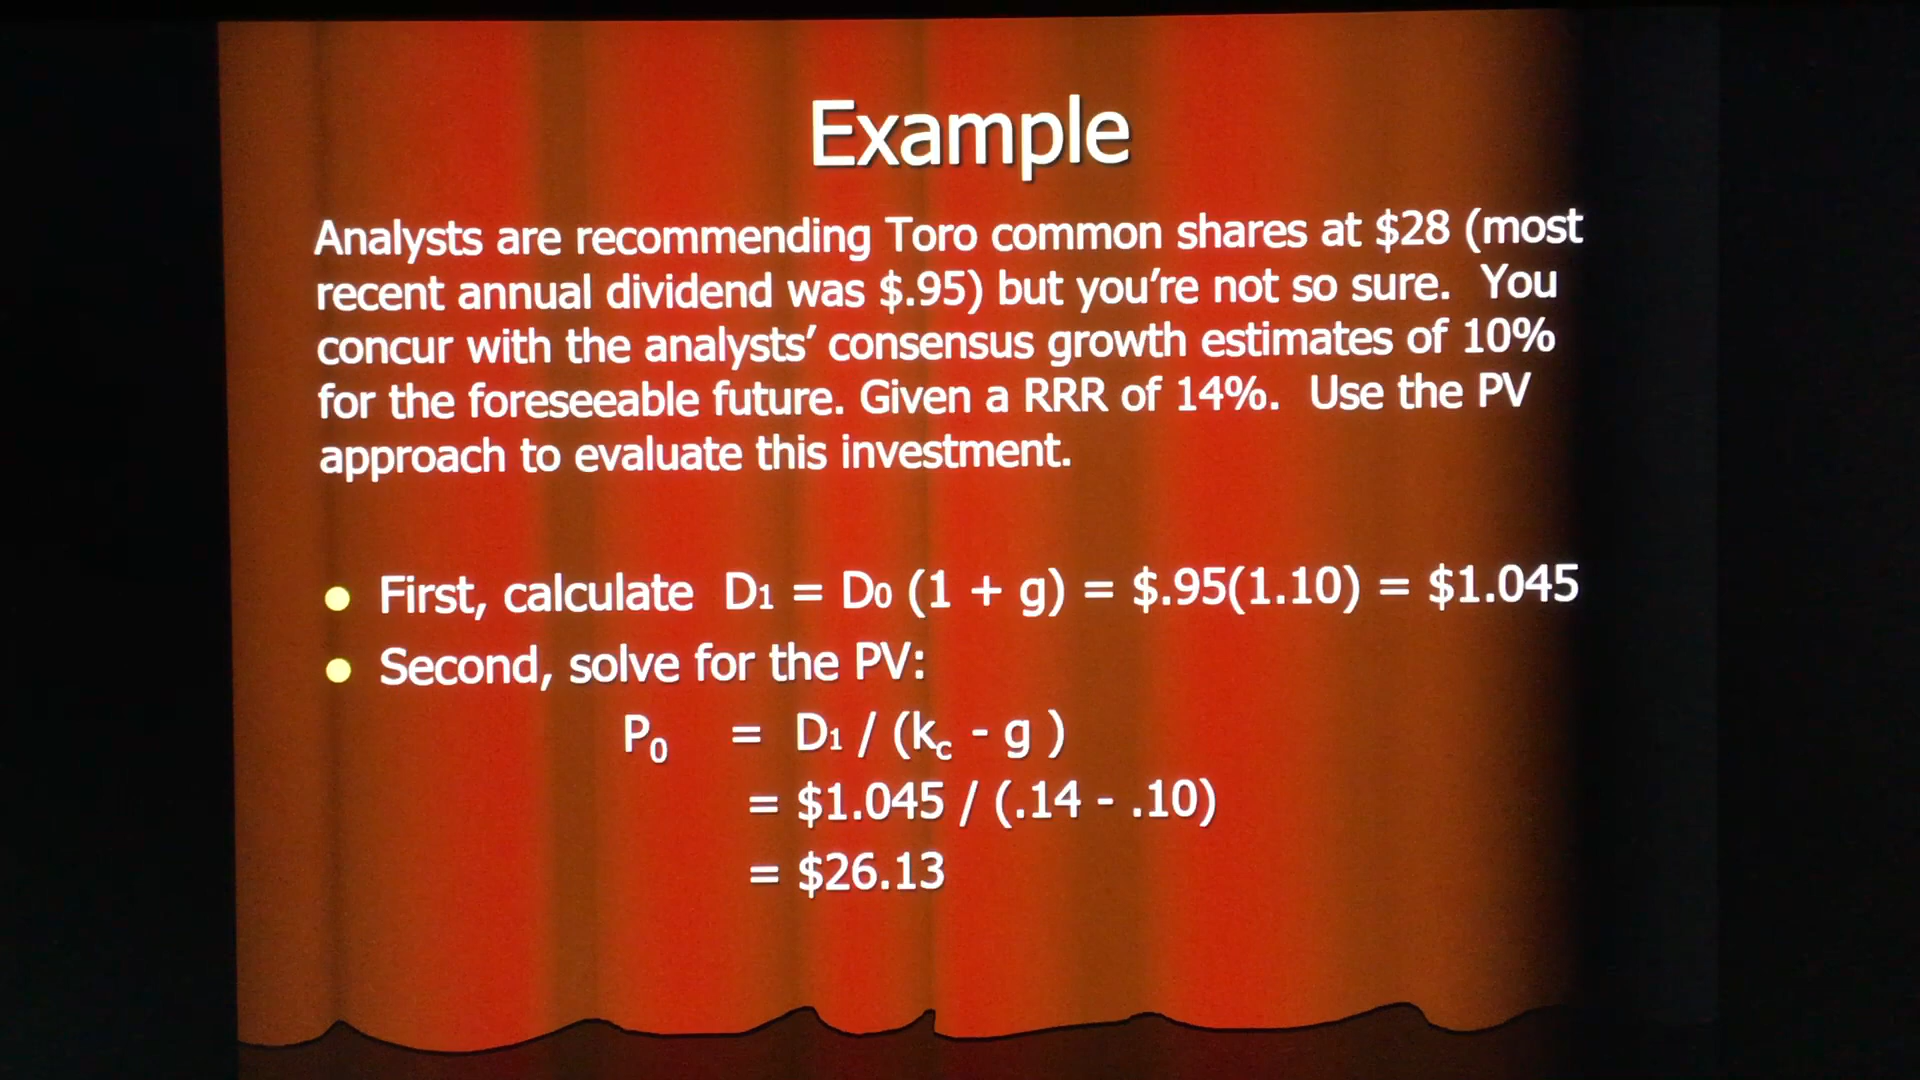 Example
Analysts are recommending Toro common shares at $28 (most
recent annual dividend was $.95) but you’re not so sure.  You
concur with the analysts’ consensus growth estimates of 10%
for the foreseeable future. Given a RRR of 14%.  Use the PV
approach to evaluate this investment.
● First, calculate  D1 = D0 (1 + g) = $.95(1.10) = $1.045
● Second, solve for the PV:
P₀ = D1 / (k꜀ - g )
= $1.045 / (.14 - .10)
= $26.13